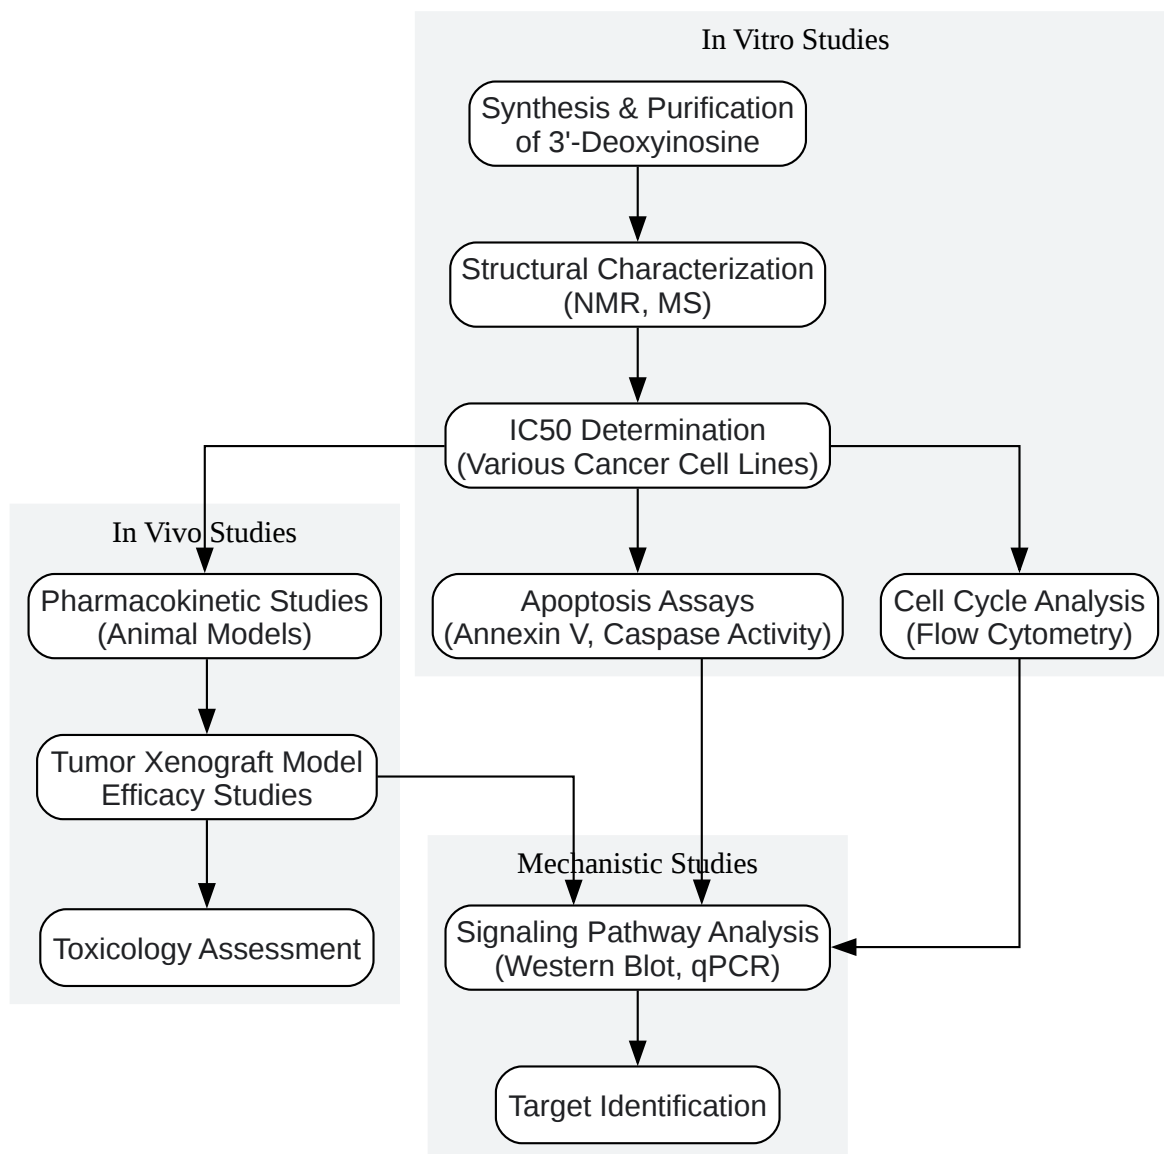 In Vitro Studies
Synthesis & Purification
of 3'-Deoxyinosine
Structural Characterization
(NMR, MS)
IC50 Determination
(Various Cancer Cell Lines)
In Vivo Studies
Pharmacokinetic Studies
(Animal Models)
Apoptosis Assays
(Annexin V, Caspase Activity)
Cell Cycle Analysis
(Flow Cytometry)
Tumor Xenograft Model
Efficacy Studies
Toxicology Assessment
Mechanistic Studies
Signaling Pathway Analysis
(Western Blot, qPCR)
Target Identification